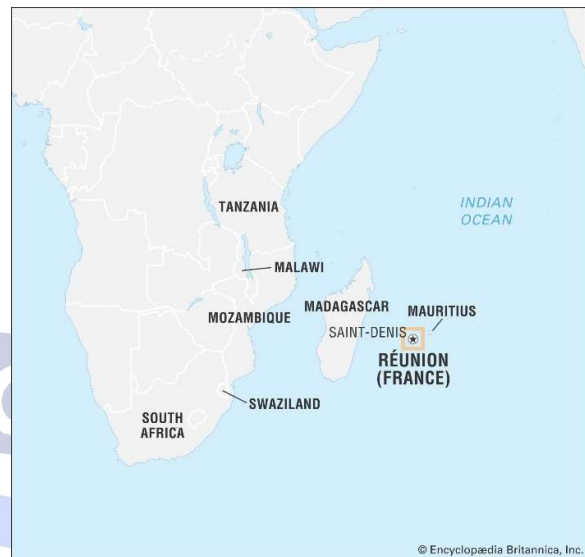 TANZANIA
INDIAN
OCEAN
MALAWI
MADAGASCAR
MAURITIUS
MOZAMBIQUE
SAINT-DENIS
RÉUNION
(FRANCE)
SWAZILAND
SOUTH
AFRICA
© Encyclopædia Britannica, Inc.